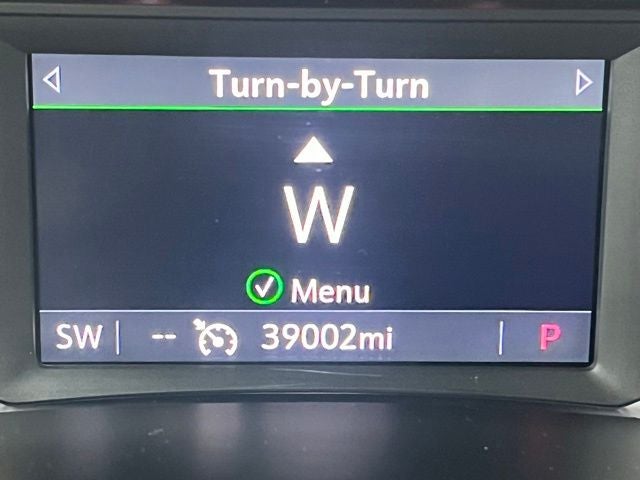 Turn-by-Turn
W
Menu
SW -- 39002mi P